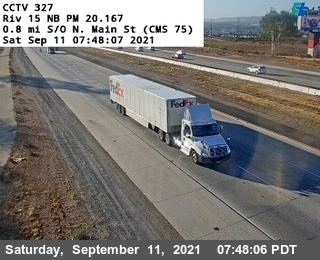 CCTV 327
Riv 15 NB PM 20.167
0.8 mi S/O N. Main St (CMS 75)
Sat Sep 11 07:48:07 2021
FedEx
FedEx
Saturday, September 11, 2021 07:48:06 PDT